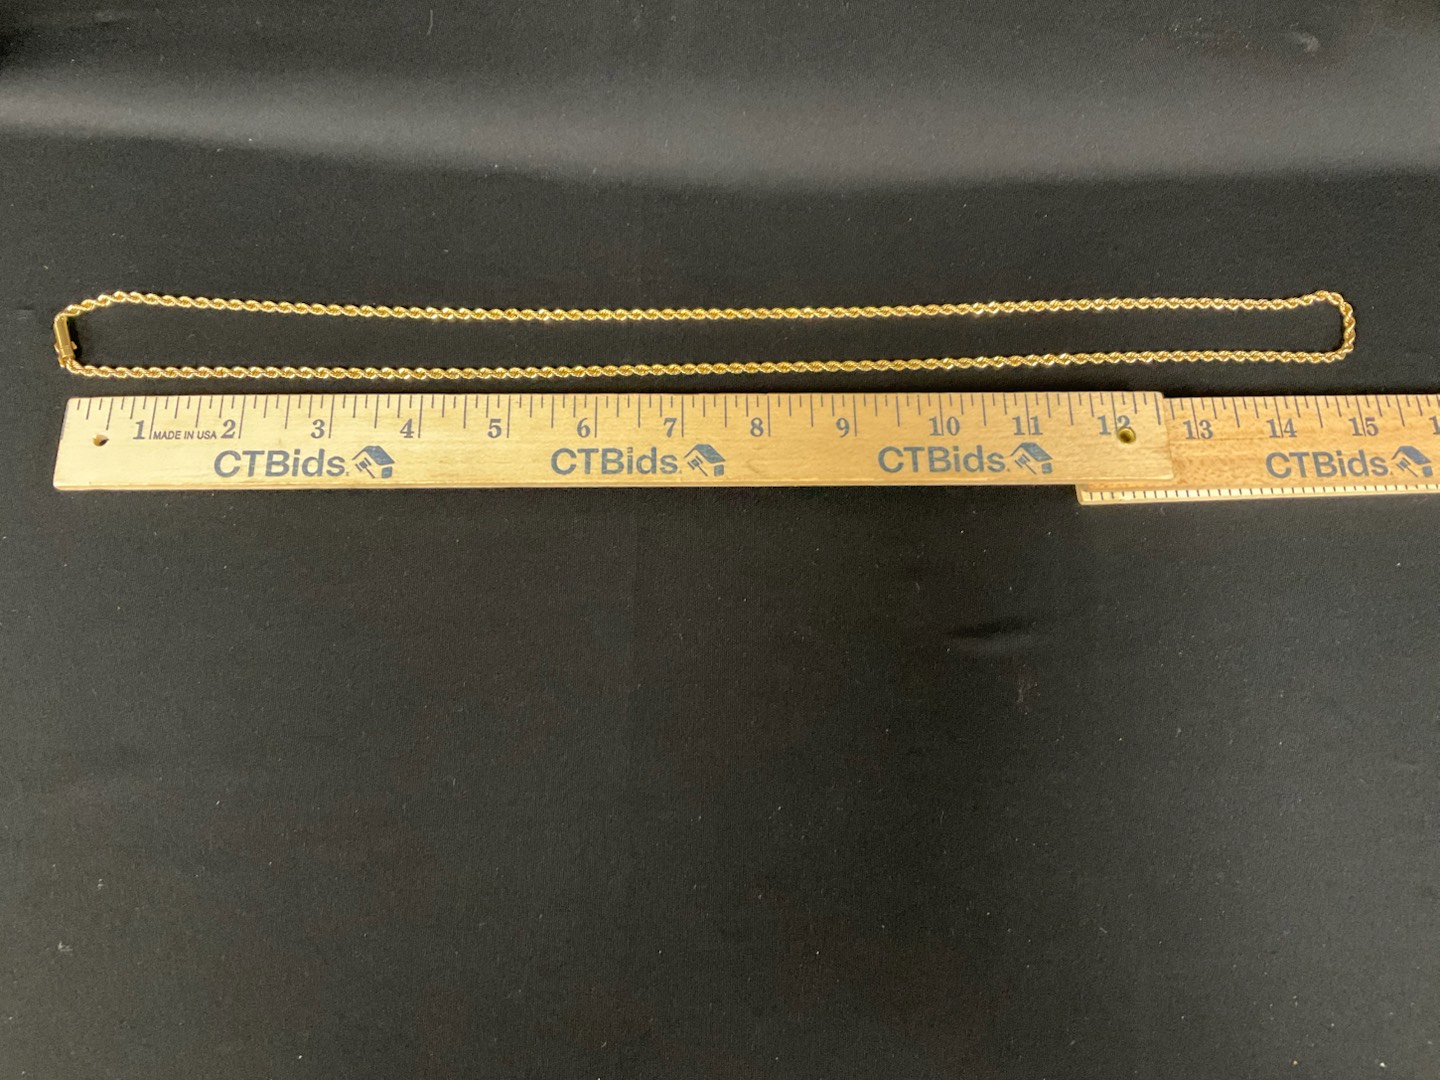 1 MADE IN USA 2 3 4 5 6 7 8 9 10 11 12 13 14 15
CTBids. CTBids. CTBids. CTBids